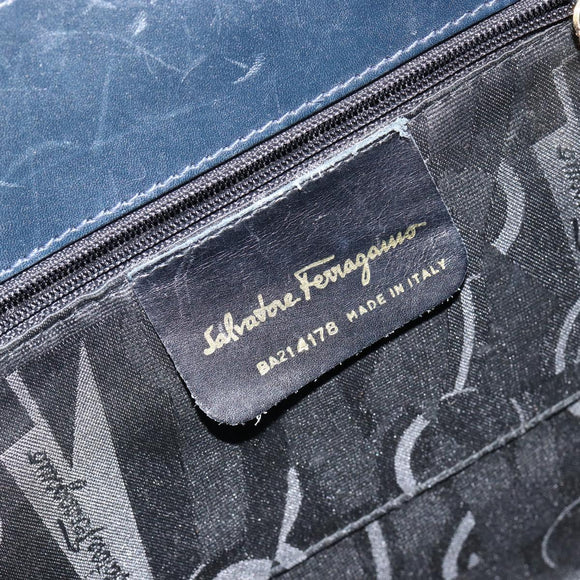 Salvatore Ferragamo
BA214178 MADE IN ITALY